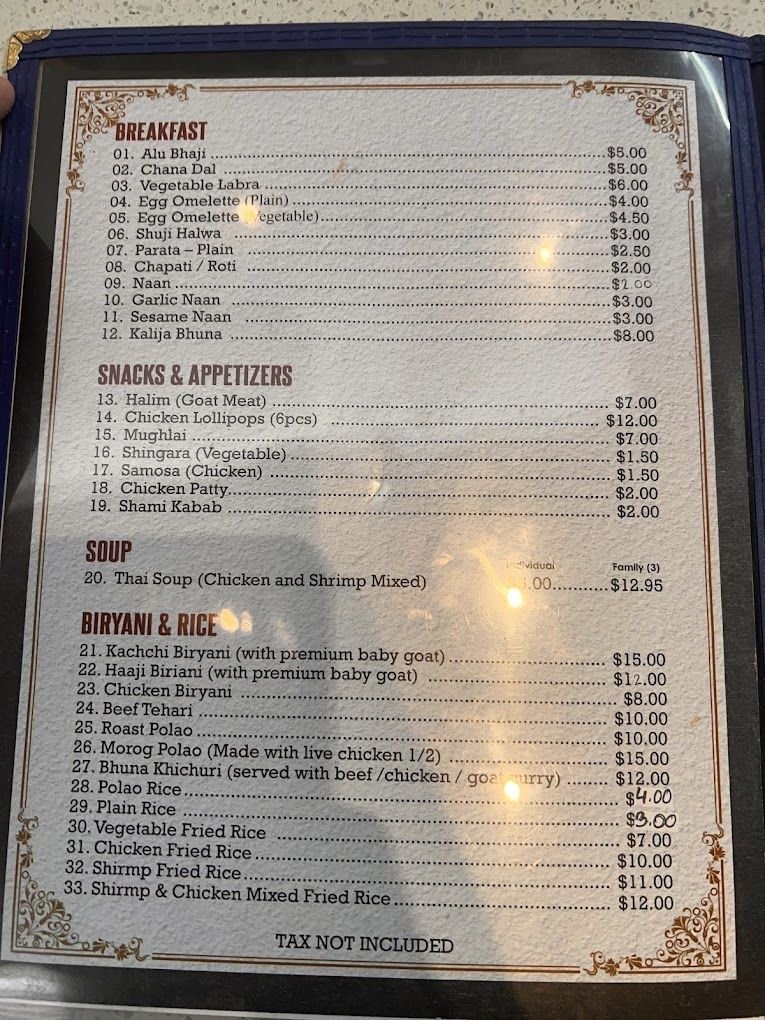 BREAKFAST
01. Alu Bhaji ........ $5.00
02. Chana Dal ........ $5.00
03. Vegetable Labra ........ $6.00
04. Egg Omelette (Plain) ........ $4.00
05. Egg Omelette (Vegetable) ........ $4.50
06. Shuji Halwa ........ $3.00
07. Parata – Plain ........ $2.50
08. Chapati / Roti ........ $2.00
09. Naan ........ $2.00
10. Garlic Naan ........ $3.00
11. Sesame Naan ........ $3.00
12. Kalija Bhuna ........ $8.00
SNACKS & APPETIZERS
13. Halim (Goat Meat) ........ $7.00
14. Chicken Lollipops (6pcs) ........ $12.00
15. Mughlai ........ $7.00
16. Shingara (Vegetable) ........ $1.50
17. Samosa (Chicken) ........ $1.50
18. Chicken Patty ........ $2.00
19. Shami Kabab ........ $2.00
SOUP
Individual Family (3)
20. Thai Soup (Chicken and Shrimp Mixed) ........ $12.95
BIRYANI & RICE
21. Kachchi Biryani (with premium baby goat) ........ $15.00
22. Haaji Biriani (with premium baby goat) ........ $12.00
23. Chicken Biryani ........ $8.00
24. Beef Tehari ........ $10.00
25. Roast Polao ........ $10.00
26. Morog Polao (Made with live chicken 1/2) ........ $15.00
27. Bhuna Khichuri (served with beef /chicken / goat curry) ........ $12.00
28. Polao Rice ........ $4.00
29. Plain Rice ........ $3.00
30. Vegetable Fried Rice ........ $7.00
31. Chicken Fried Rice ........ $10.00
32. Shirmp Fried Rice ........ $11.00
33. Shirmp & Chicken Mixed Fried Rice ........ $12.00
TAX NOT INCLUDED